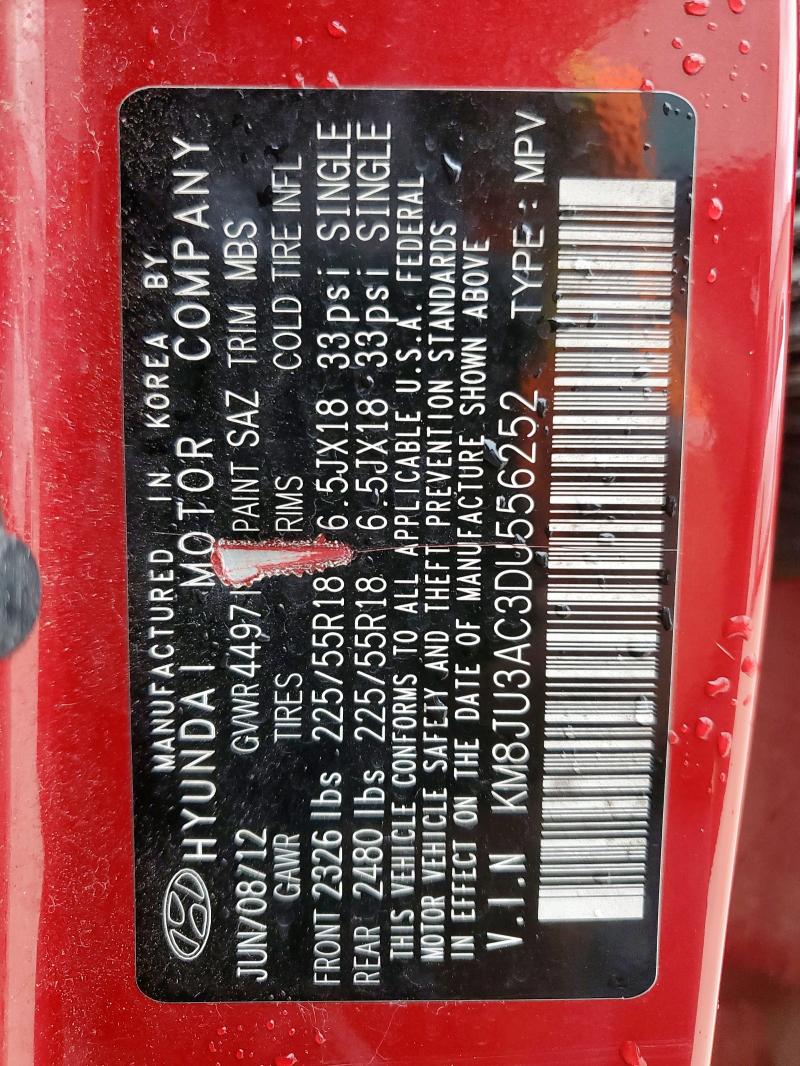 MANUFACTURED IN KOREA BY
HYUNDAI MOTOR COMPANY
JUN/08/12 GVWR 4497 PAINT SAZ TRIM MBS
GAWR TIRES RIMS COLD TIRE INFL
FRONT 2326 lbs 225/55R18 6.5JX18 33psi SINGLE
REAR 2480 lbs 225/55R18 6.5JX18 33psi SINGLE
THIS VEHICLE CONFORMS TO ALL APPLICABLE U.S.A. FEDERAL
MOTOR VEHICLE SAFETY AND THEFT PREVENTION STANDARDS
IN EFFECT ON THE DATE OF MANUFACTURE SHOWN ABOVE
V.I.N KM8JU3AC3DU556252 TYPE : MPV